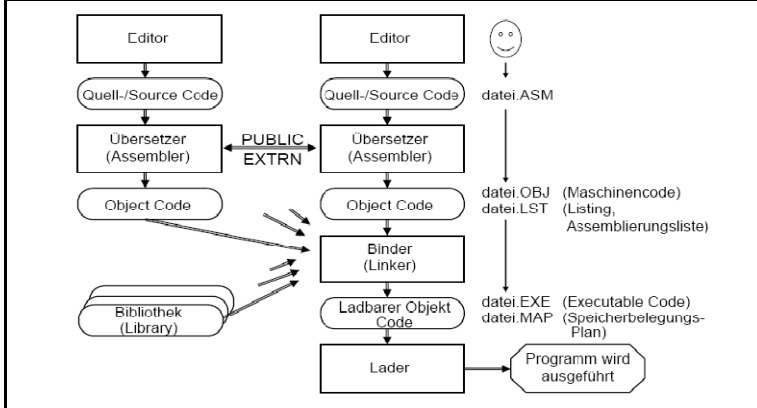 Editor
Quell-/Source Code
Übersetzer
(Assembler)
Object Code
Bibliothek
(Library)
PUBLIC
EXTRN
Editor
Quell-/Source Code
Übersetzer
(Assembler)
Object Code
Binder
(Linker)
Ladbarer Objekt
Code
Lader
datei.ASM
datei.OBJ (Maschinencode)
datei.LST (Listing,
Assemblierungsliste)
datei.EXE (Executable Code)
datei.MAP (Speicherbelegungs-
Plan)
Programm wird
ausgeführt